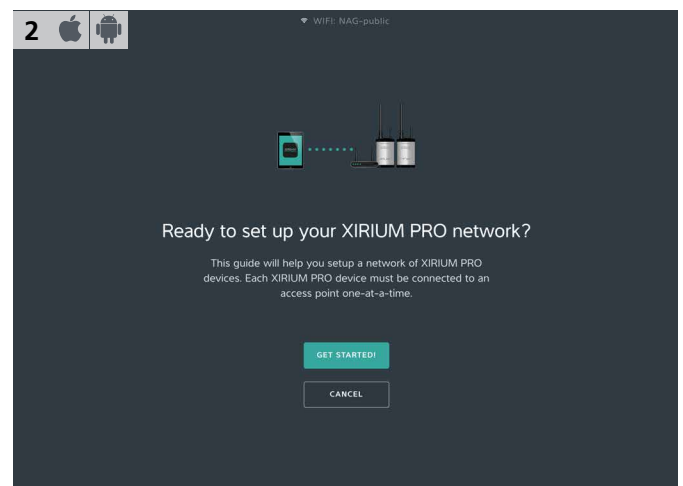 2
WIFI: NAG-public
Ready to set up your XIRIUM PRO network?
This guide will help you setup a network of XIRIUM PRO
devices. Each XIRIUM PRO device must be connected to an
access point one-at-a-time.
GET STARTED!
CANCEL